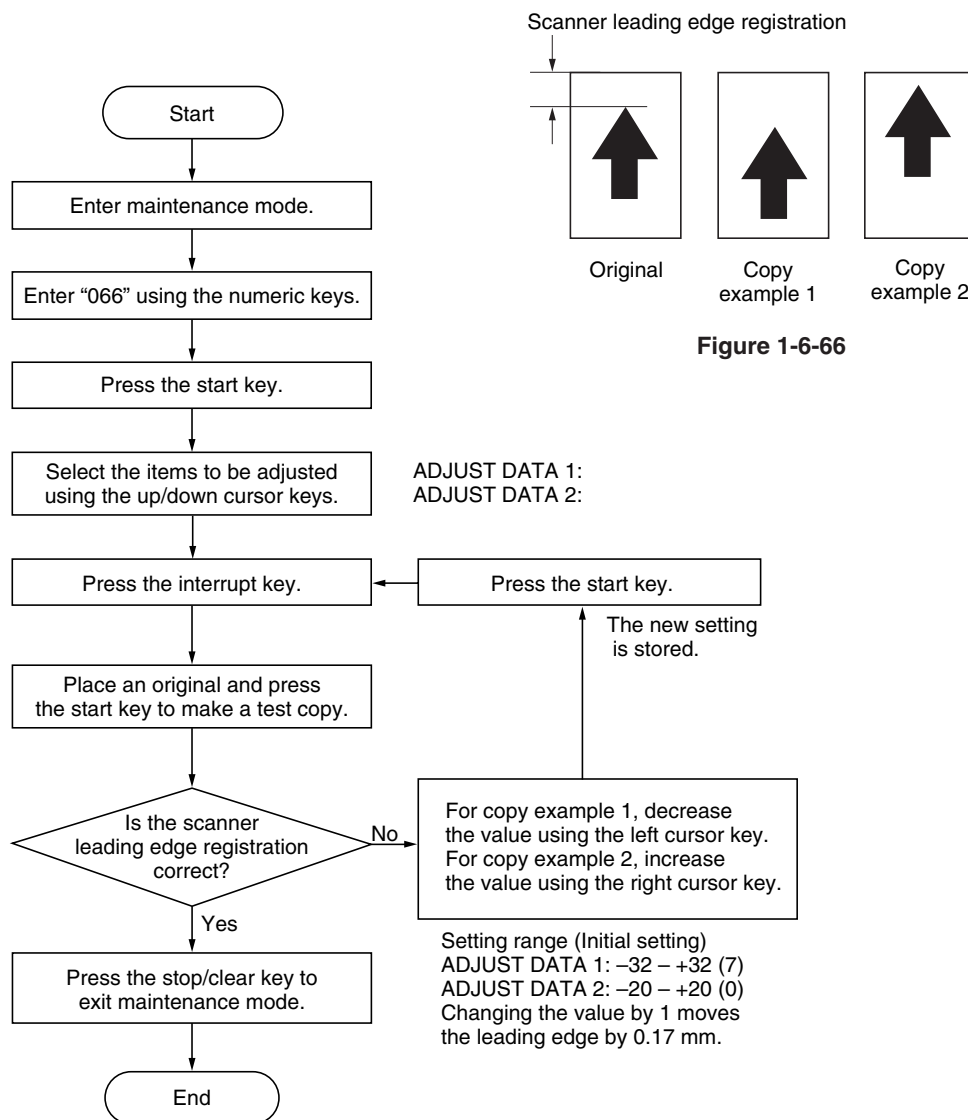 Scanner leading edge registration
Original
Copy
example 1
Copy
example 2
Figure 1-6-66
Start
Enter maintenance mode.
Enter “066” using the numeric keys.
Press the start key.
Select the items to be adjusted
using the up/down cursor keys.
ADJUST DATA 1:
ADJUST DATA 2:
Press the interrupt key.
Press the start key.
The new setting
is stored.
Place an original and press
the start key to make a test copy.
Is the scanner
leading edge registration
correct?
No
For copy example 1, decrease
the value using the left cursor key.
For copy example 2, increase
the value using the right cursor key.
Yes
Setting range (Initial setting)
ADJUST DATA 1: –32 – +32 (7)
ADJUST DATA 2: –20 – +20 (0)
Changing the value by 1 moves
the leading edge by 0.17 mm.
Press the stop/clear key to
exit maintenance mode.
End